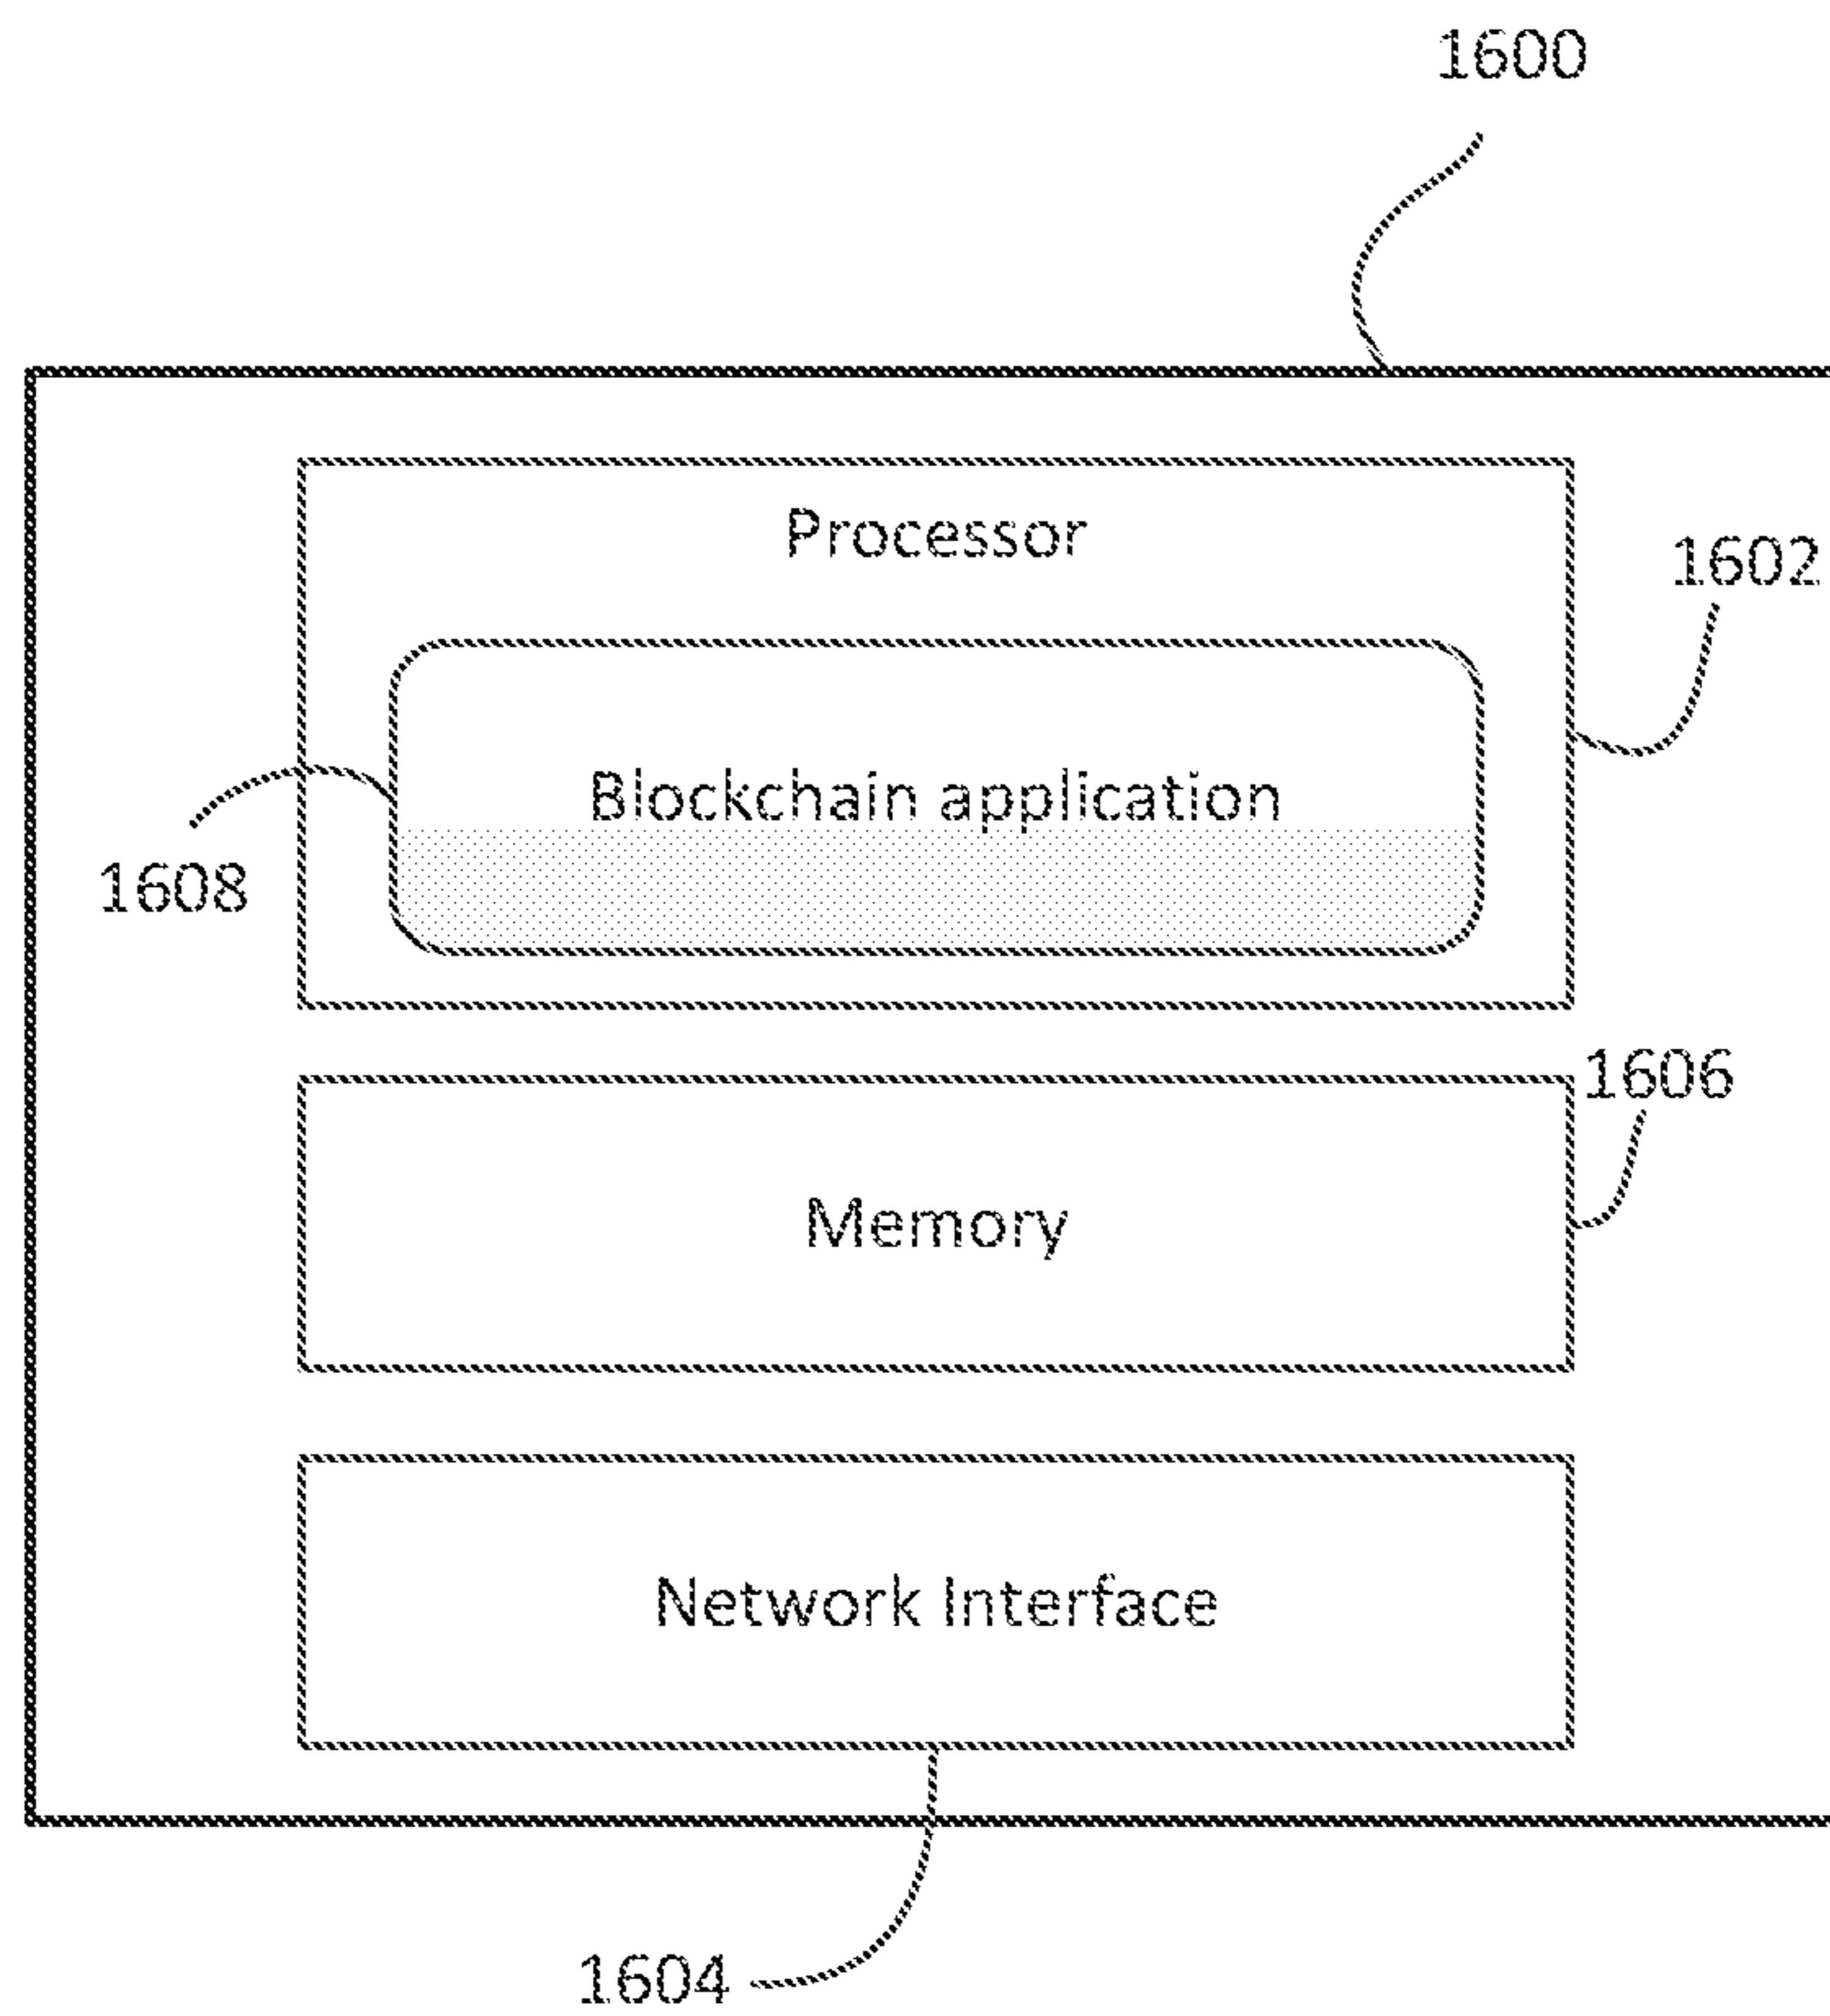 1600
Processor
1602
Blockchain application
1608
1606
Memory
Network Interface
1604